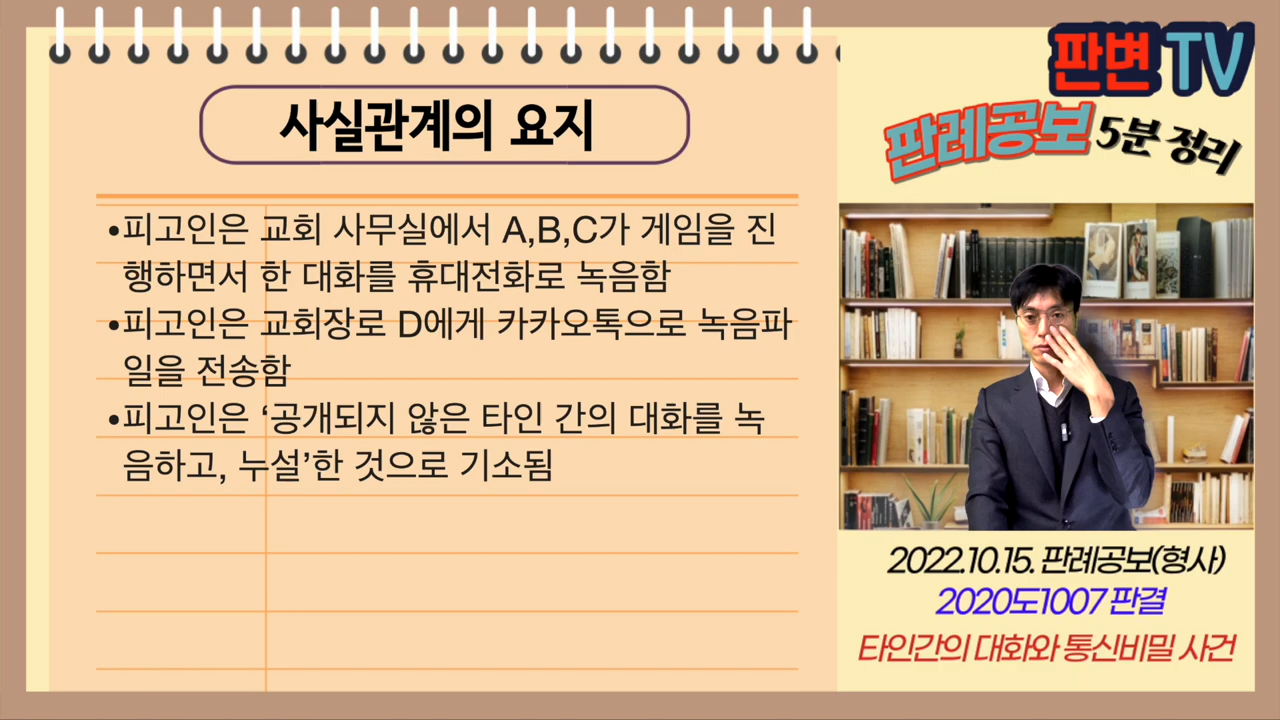 사실관계의 요지
•피고인은 교회 사무실에서 A,B,C가 게임을 진
행하면서 한 대화를 휴대전화로 녹음함
•피고인은 교회장로 D에게 카카오톡으로 녹음파
일을 전송함
•피고인은 ‘공개되지 않은 타인 간의 대화를 녹
음하고, 누설’한 것으로 기소됨
판변 TV
판례공보 5분 정리
2022.10.15. 판례공보(형사)
2020도1007 판결
타인간의 대화와 통신비밀 사건